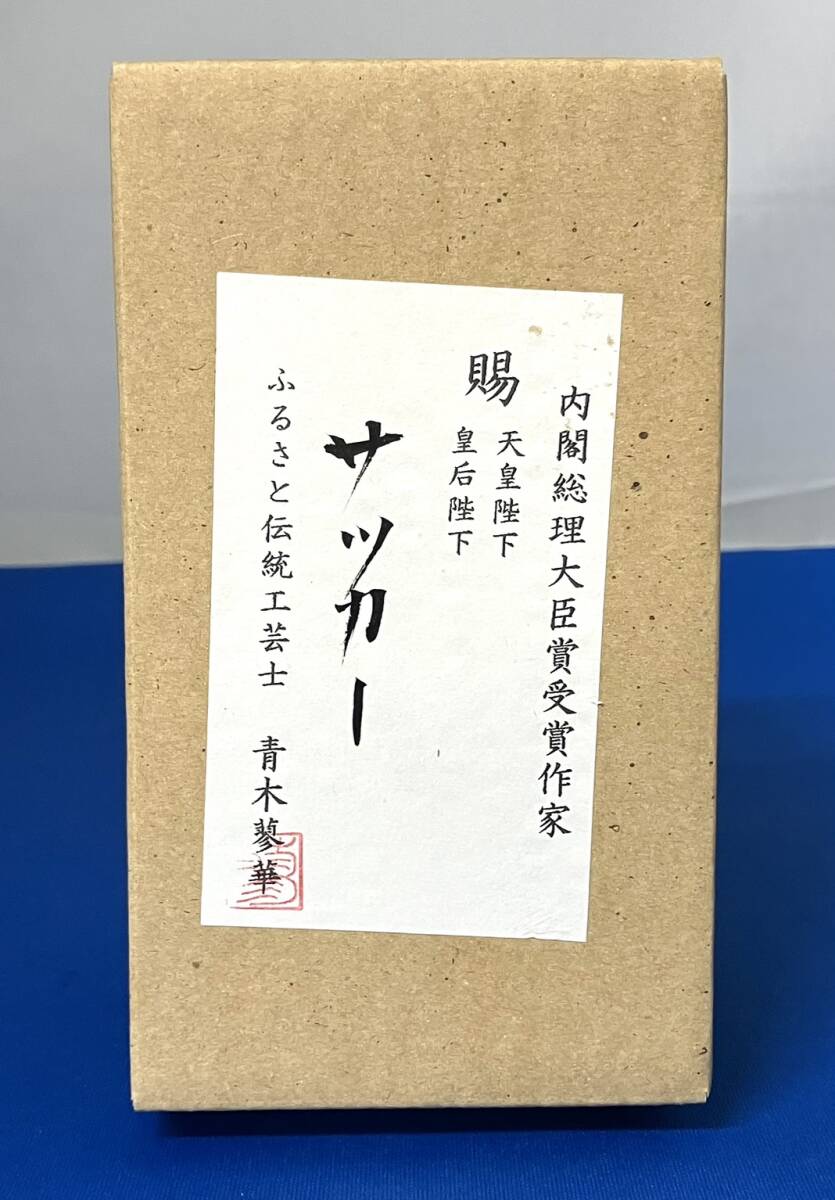 内閣総理大臣賞受賞作家
賜
天皇陛下
皇后陛下
サッカー
ふるさと伝統工芸士 青木蓼華